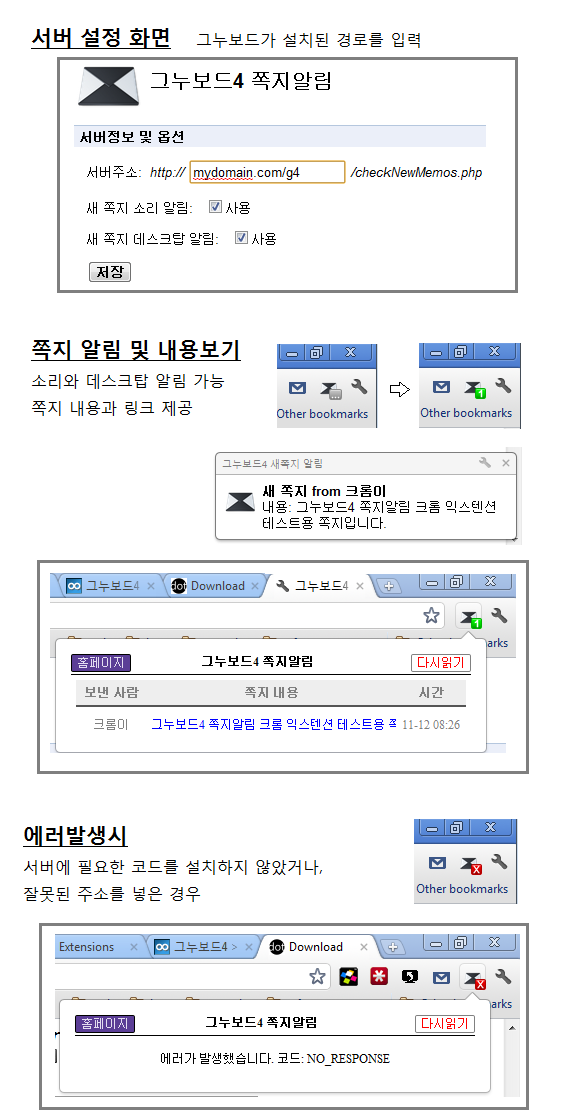 서버 설정 화면 그누보드가 설치된 경로를 입력
그누보드4 쪽지알림
서버정보 및 옵션
서버주소: http:// mydomain.com/g4 /checkNewMemos.php
새 쪽지 소리 알림: 사용
새 쪽지 데스크탑 알림: 사용
저장
쪽지 알림 및 내용보기
소리와 데스크탑 알림 가능
쪽지 내용과 링크 제공
Other bookmarks
1
Other bookmarks
그누보드4 새쪽지 알림
새 쪽지 from 크롬이
내용: 그누보드4 쪽지알림 크롬 익스텐션
테스트용 쪽지입니다.
그누보드4 dot Download 그누보드4
1
arks
홈페이지 그누보드4 쪽지알림 다시읽기
보낸 사람 쪽지 내용 시간
크롬이 그누보드4 쪽지알림 크롬 익스텐션 테스트용 11-12 08:26
에러발생시
서버에 필요한 코드를 설치하지 않았거나,
잘못된 주소를 넣은 경우
Other bookmarks
Extensions 그누보드4 > dot Download
arks
홈페이지 그누보드4 쪽지알림 다시읽기
에러가 발생했습니다. 코드: NO_RESPONSE